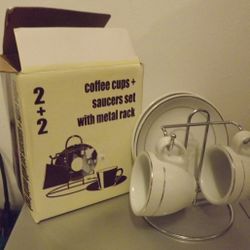 2
+
2
coffee cups +
saucers set
with metal rack